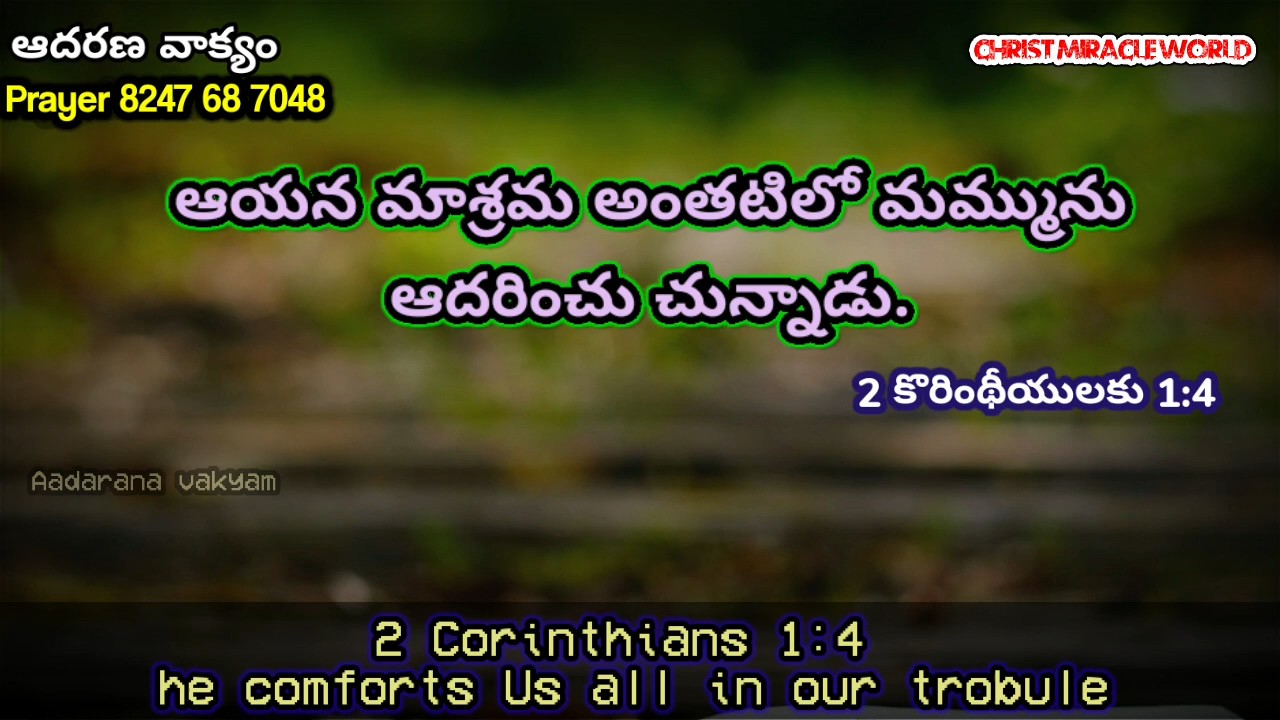 ఆదరణ వాక్యం
CHRIST MIRACLE WORLD
Prayer 8247 68 7048
ఆయన మాశ్రమ అంతటిలో మమ్మును
ఆదరించు చున్నాడు.
2 కొరింథీయులకు 1:4
Aadarana vakyam
2 Corinthians 1:4
he comforts Us all in our trobule